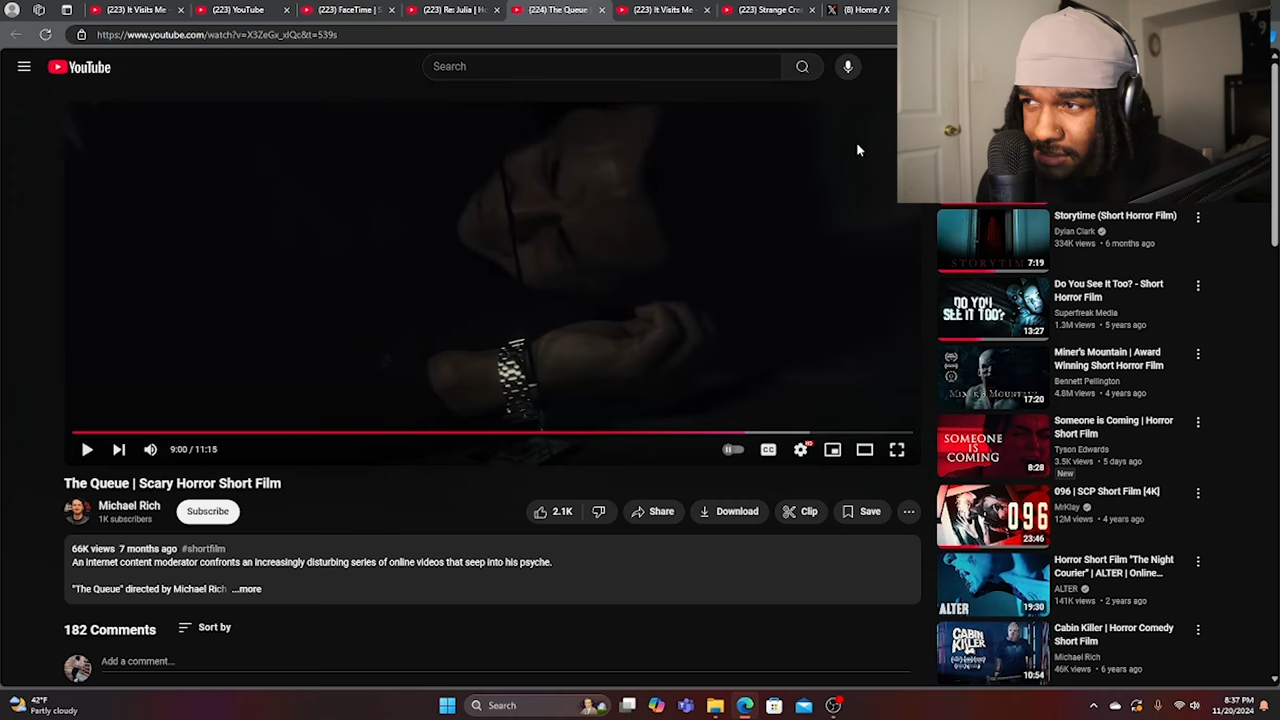 (223) It Visits Me -
(223) YouTube
(223) FaceTime | S
(223) Re: Julia | Ho
(224) The Queue
(223) It Visits Me -
(223) Strange Cre
(8) Home / X
https://www.youtube.com/watch?v=X3ZeGx_xlQc&t=539s
YouTube
Search
9:00 / 11:15
HD
The Queue | Scary Horror Short Film
Michael Rich
1K subscribers
Subscribe
2.1K
Share
Download
Clip
Save
66K views 7 months ago #shortfilm
An internet content moderator confronts an increasingly disturbing series of online videos that seep into his psyche.
"The Queue" directed by Michael Rich ...more
182 Comments
Sort by
Add a comment...
STORYTIM
7:19
Storytime (Short Horror Film)
Dylan Clark
334K views • 6 months ago
DO YOU
SEE IT TOO?
13:27
Do You See It Too? - Short
Horror Film
Superfreak Media
1.3M views • 5 years ago
MINER'S MOUNTAIN
17:20
Miner's Mountain | Award
Winning Short Horror Film
Bennett Pellington
4.8M views • 4 years ago
SOMEONE
IS
COMING
8:28
Someone is Coming | Horror
Short Film
Tyson Edwards
3.5K views • 5 days ago
New
096
23:46
096 | SCP Short Film [4K]
MrKlay
12M views • 4 years ago
ALTER
19:30
Horror Short Film "The Night
Courier" | ALTER | Online...
ALTER
141K views • 2 years ago
CABIN
KILLER
10:54
Cabin Killer | Horror Comedy
Short Film
Michael Rich
46K views • 6 years ago
42°F
Partly cloudy
Search
8:37 PM
11/20/2024